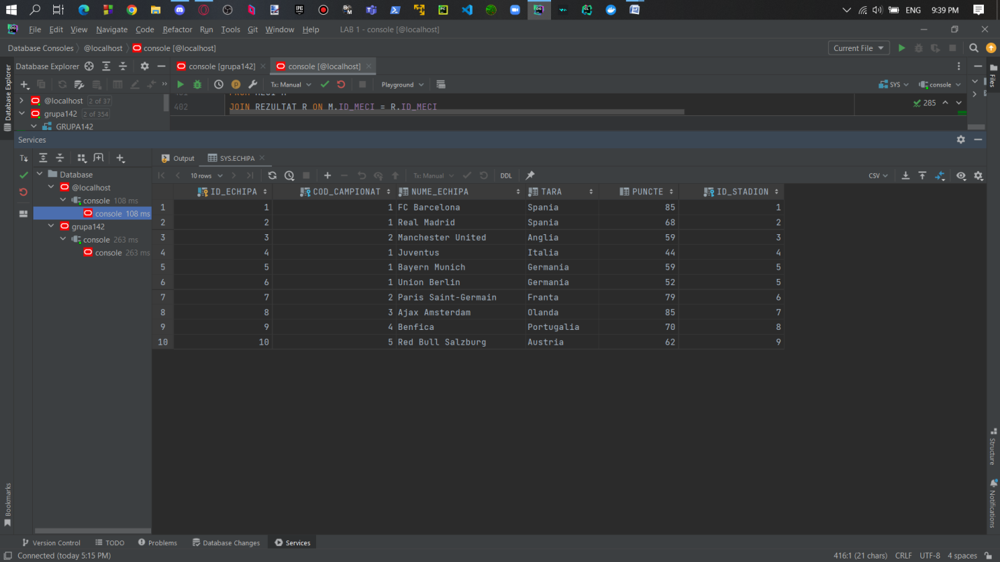 ENG 9:39 PM
File Edit View Navigate Code Refactor Run Tools Git Window Help LAB 1 - console [@localhost]
Database Consoles @localhost console [@localhost] Current File
Database Explorer console [grupa142] console [@localhost]
Tx: Manual Playground SYS console
@localhost 2 of 37
402 JOIN REZULTAT R ON M.ID_MECI = R.ID_MECI 285
grupa142 2 of 354
GRUPA142
Services
Tx Output SYS.ECHIPA
Database 10 rows Tx: Manual DDL CSV
@localhost ID_ECHIPA COD_CAMPIONAT NUME_ECHIPA TARA PUNCTE ID_STADION
console 108 ms
1 1 1 FC Barcelona Spania 85 1
console 108 ms
2 2 1 Real Madrid Spania 68 2
grupa142
3 3 2 Manchester United Anglia 59 3
console 263 ms
4 4 1 Juventus Italia 44 4
console 263 ms
5 5 1 Bayern Munich Germania 59 5
6 6 1 Union Berlin Germania 52 5
7 7 2 Paris Saint-Germain Franta 79 6
8 8 3 Ajax Amsterdam Olanda 85 7
9 9 4 Benfica Portugalia 70 8
10 10 5 Red Bull Salzburg Austria 62 9
Database Explorer
Bookmarks
Files
Structure
Notifications
Version Control TODO Problems Database Changes Services
Connected (today 5:15 PM) 416:1 (21 chars) CRLF UTF-8 4 spaces